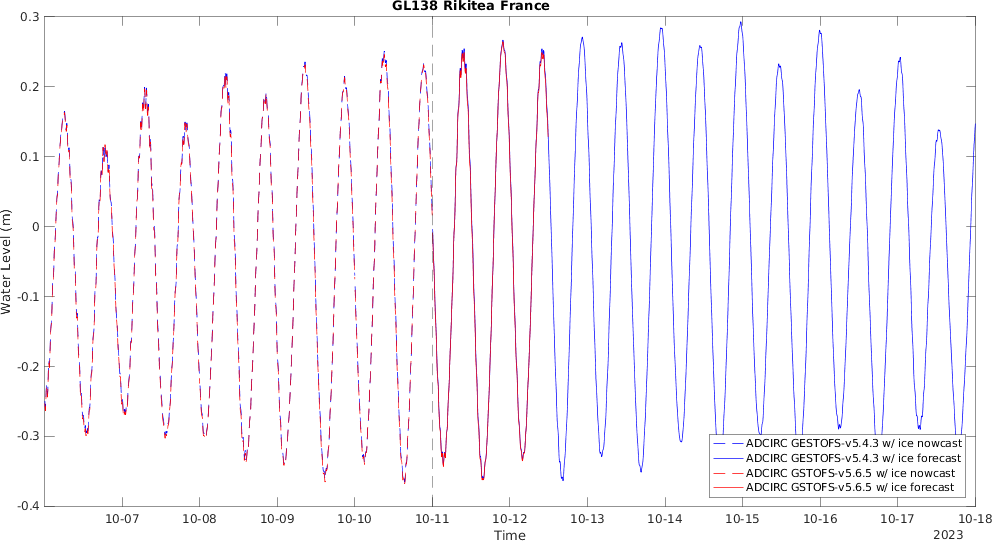 GL138 Rikitea France
0.3
0.2
0.1
0
-0.1
-0.2
-0.3
-0.4
Water Level (m)
10-07 10-08 10-09 10-10 10-11 10-12 10-13 10-14 10-15 10-16 10-17 10-18
Time
2023
ADCIRC GESTOFS-v5.4.3 w/ ice nowcast
ADCIRC GESTOFS-v5.4.3 w/ ice forecast
ADCIRC GSTOFS-v5.6.5 w/ ice nowcast
ADCIRC GSTOFS-v5.6.5 w/ ice forecast